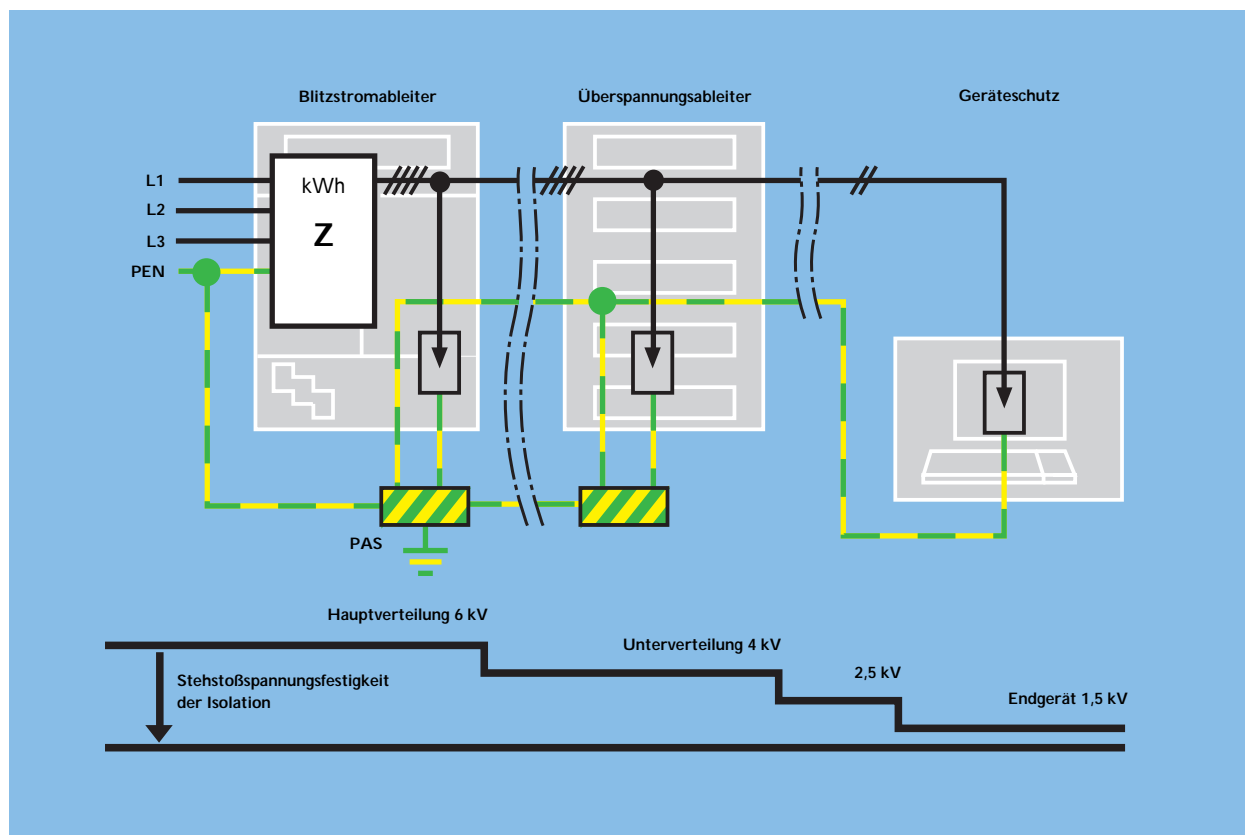 Blitzstromableiter
Überspannungsableiter
Geräteschutz
L1
L2
L3
PEN
kWh
Z
PAS
Hauptverteilung 6 kV
Unterverteilung 4 kV
2,5 kV
Endgerät 1,5 kV
Stehstoßspannungsfestigkeit
der Isolation